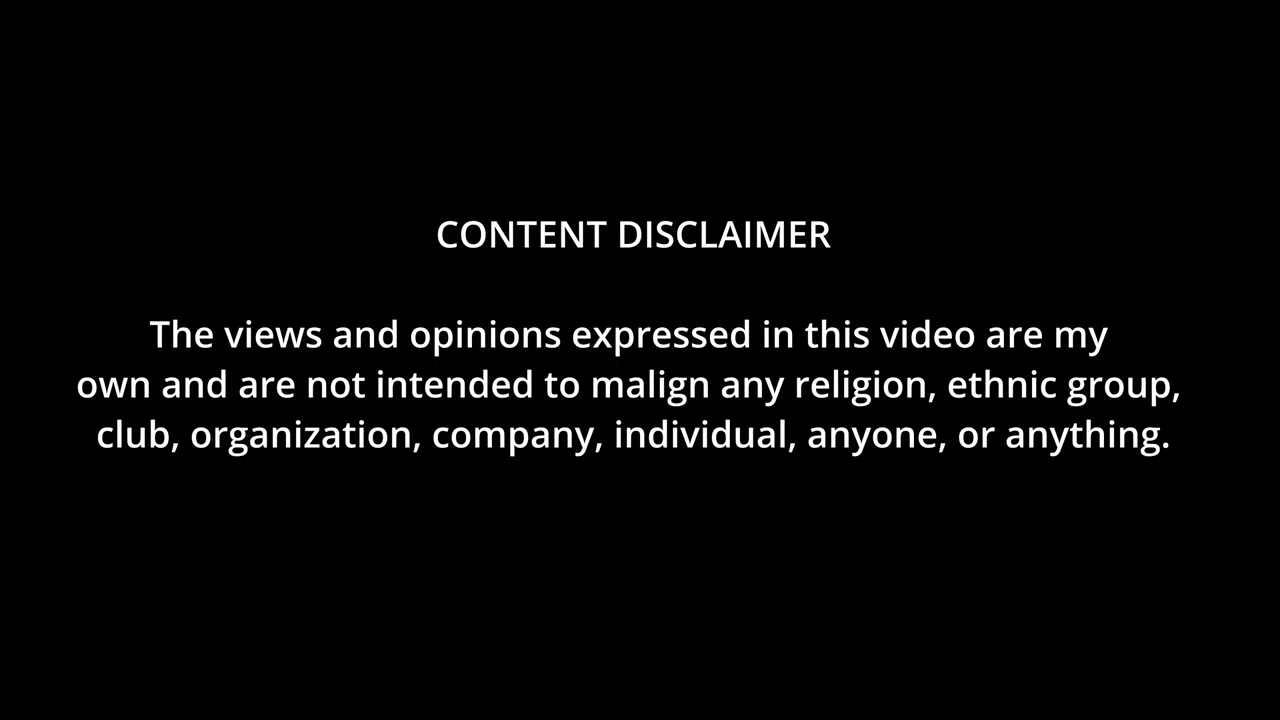 CONTENT DISCLAIMER
The views and opinions expressed in this video are my
own and are not intended to malign any religion, ethnic group,
club, organization, company, individual, anyone, or anything.